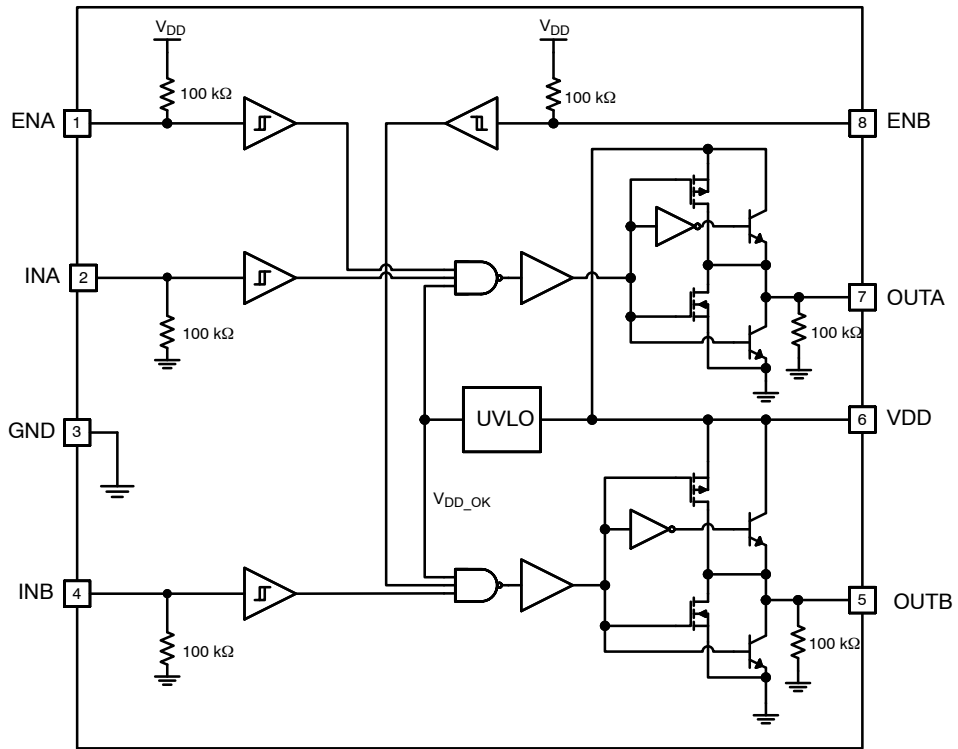 VDD
VDD
100 kΩ
100 kΩ
ENA
1
8
ENB
INA
2
7
OUTA
100 kΩ
100 kΩ
GND
3
UVLO
6
VDD
VDD_OK
INB
4
5
OUTB
100 kΩ
100 kΩ